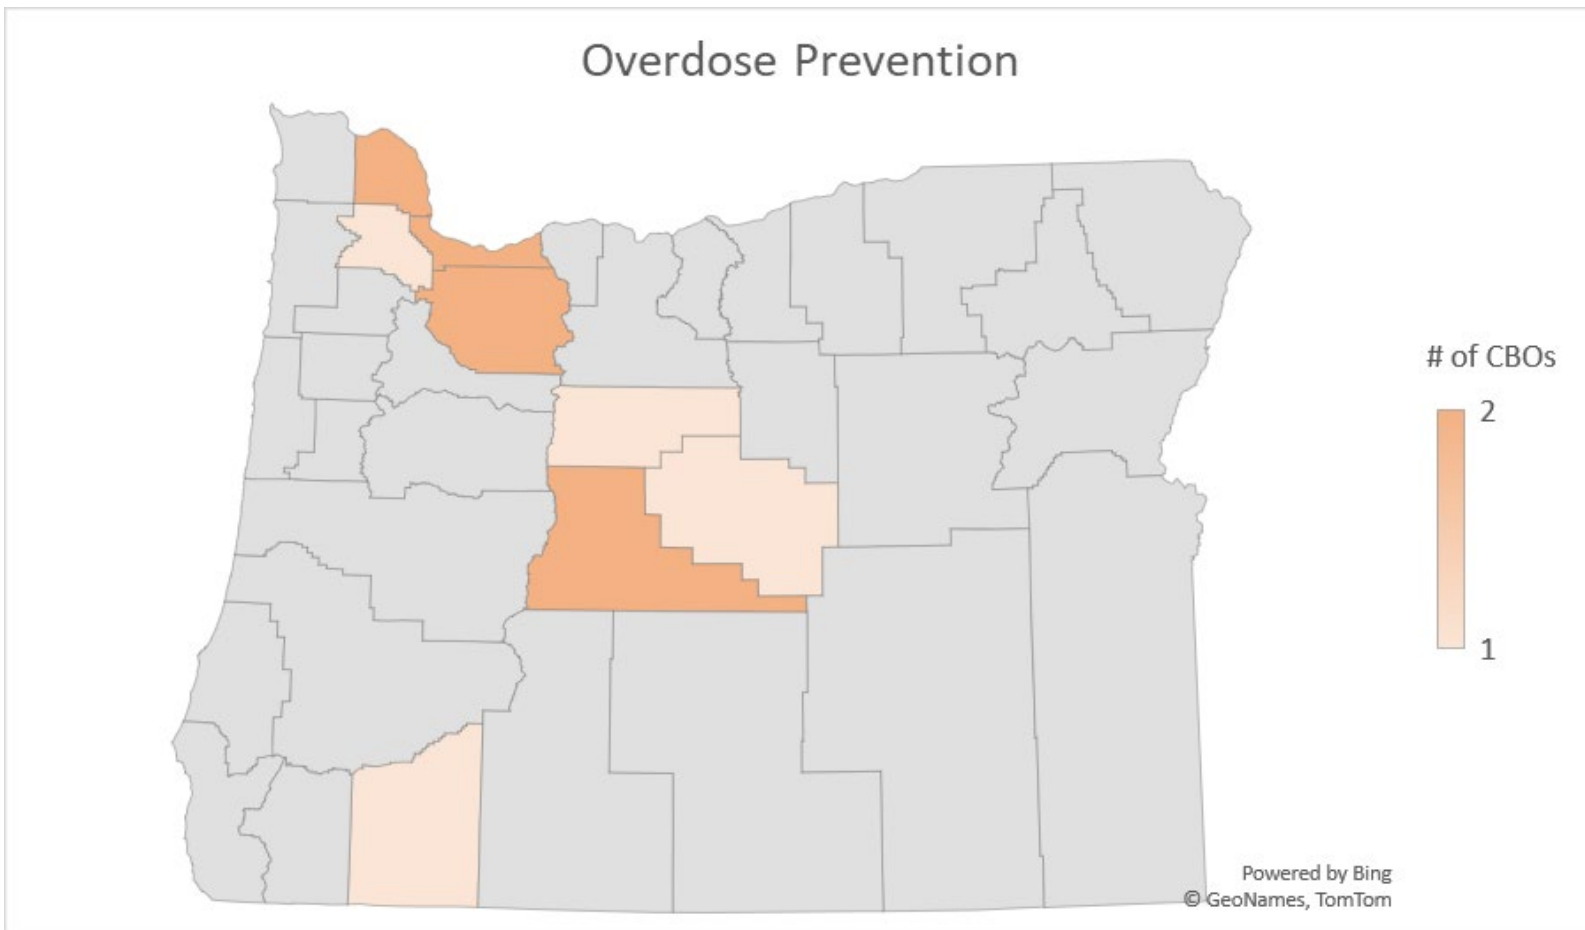 Overdose Prevention
# of CBOs
2
1
Powered by Bing
© GeoNames, TomTom